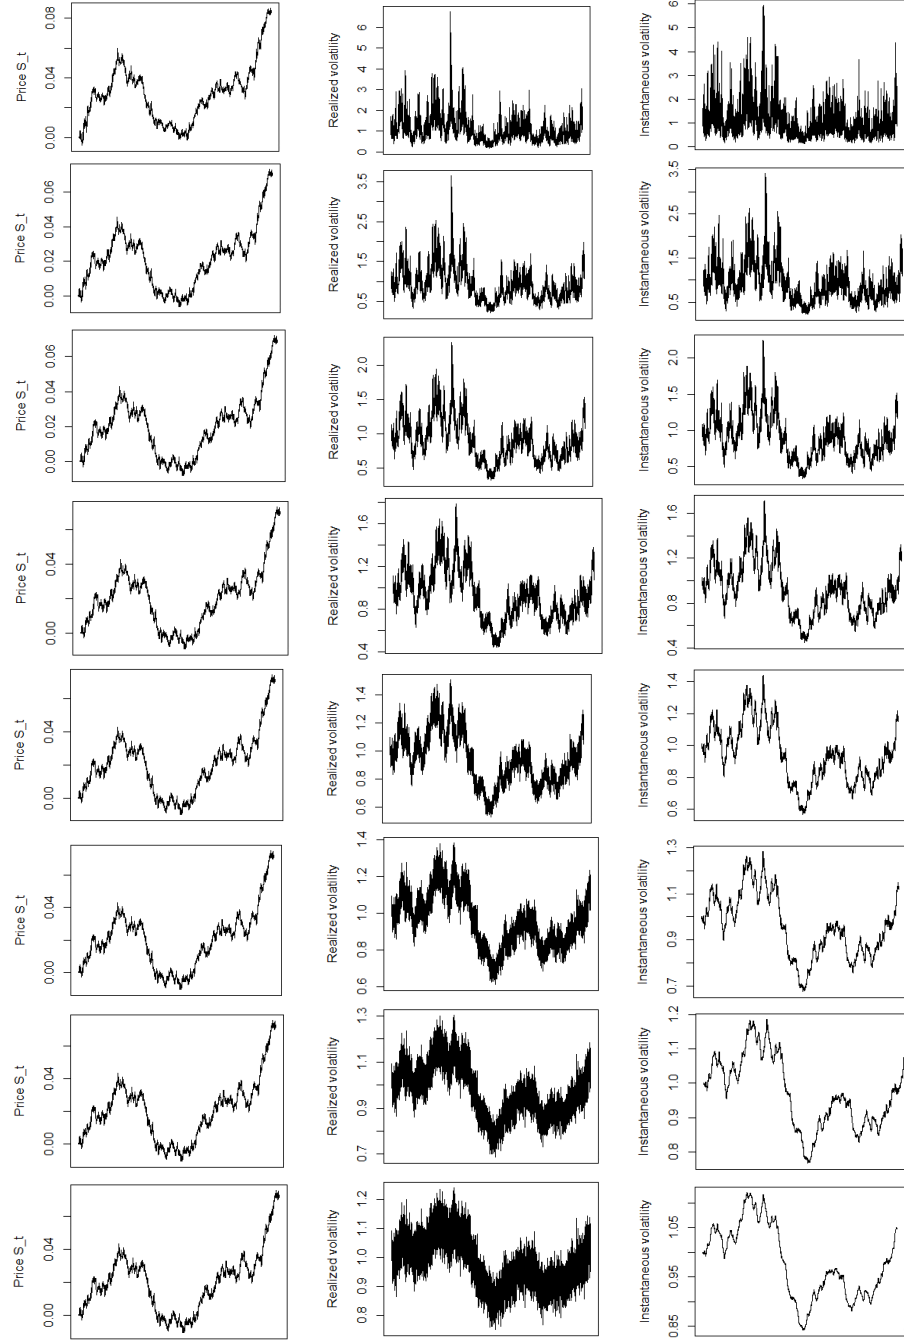 Price S_t
0.00 0.04 0.08
Realized volatility
0 1 2 3 4 5 6
Instantaneous volatility
0 1 2 3 4 5 6
Price S_t
0.00 0.02 0.04 0.06
Realized volatility
0.5 1.5 2.5 3.5
Instantaneous volatility
0.5 1.5 2.5 3.5
Price S_t
0.00 0.02 0.04 0.06
Realized volatility
0.5 1.0 1.5 2.0
Instantaneous volatility
0.5 1.0 1.5 2.0
Price S_t
0.00 0.04
Realized volatility
0.4 0.8 1.2 1.6
Instantaneous volatility
0.4 0.8 1.2 1.6
Price S_t
0.00 0.04
Realized volatility
0.6 0.8 1.0 1.2 1.4
Instantaneous volatility
0.6 0.8 1.0 1.2 1.4
Price S_t
0.00 0.04
Realized volatility
0.6 0.8 1.0 1.2 1.4
Instantaneous volatility
0.7 0.9 1.1 1.3
Price S_t
0.00 0.04
Realized volatility
0.7 0.9 1.1 1.3
Instantaneous volatility
0.8 0.9 1.0 1.1 1.2
Price S_t
0.00 0.04
Realized volatility
0.8 0.9 1.0 1.1 1.2
Instantaneous volatility
0.85 0.95 1.05